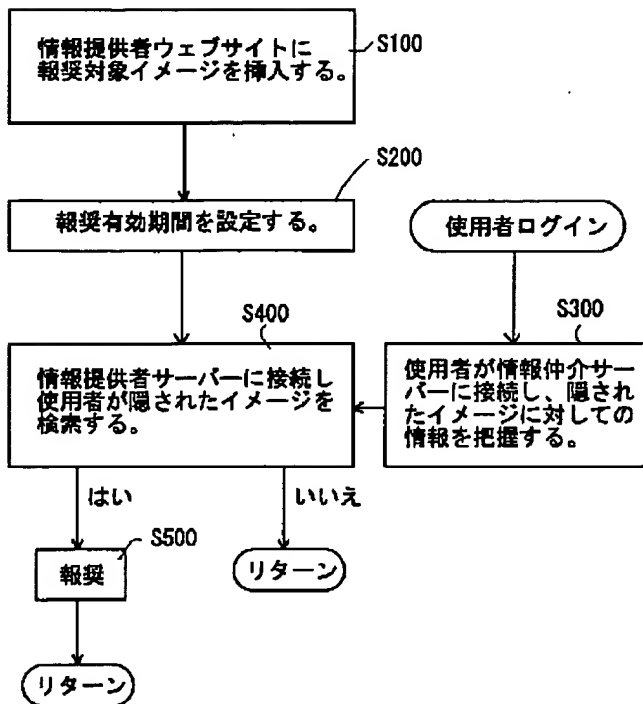 情報提供者ウェブサイトに
報奨対象イメージを挿入する。
S100
S200
報奨有効期間を設定する。
使用者ログイン
S400
S300
情報提供者サーバーに接続し
使用者が隠されたイメージを
検索する。
使用者が情報仲介サー
バーに接続し、隠され
たイメージに対しての
情報を把握する。
はい
いいえ
S500
報奨
リターン
リターン